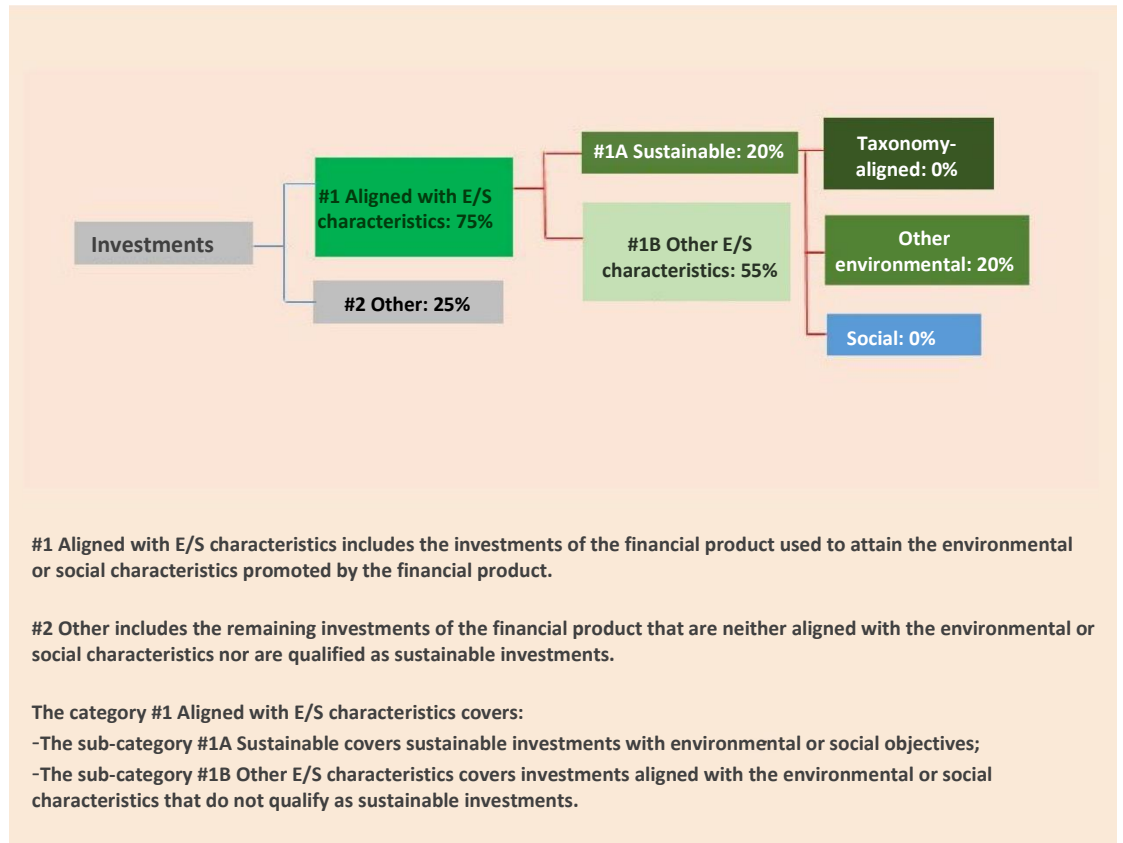 Investments
#1 Aligned with E/S
characteristics: 75%
#2 Other: 25%
#1A Sustainable: 20%
#1B Other E/S
characteristics: 55%
Taxonomy-
aligned: 0%
Other
environmental: 20%
Social: 0%
#1 Aligned with E/S characteristics includes the investments of the financial product used to attain the environmental
or social characteristics promoted by the financial product.
#2 Other includes the remaining investments of the financial product that are neither aligned with the environmental or
social characteristics nor are qualified as sustainable investments.
The category #1 Aligned with E/S characteristics covers:
-The sub-category #1A Sustainable covers sustainable investments with environmental or social objectives;
-The sub-category #1B Other E/S characteristics covers investments aligned with the environmental or social
characteristics that do not qualify as sustainable investments.